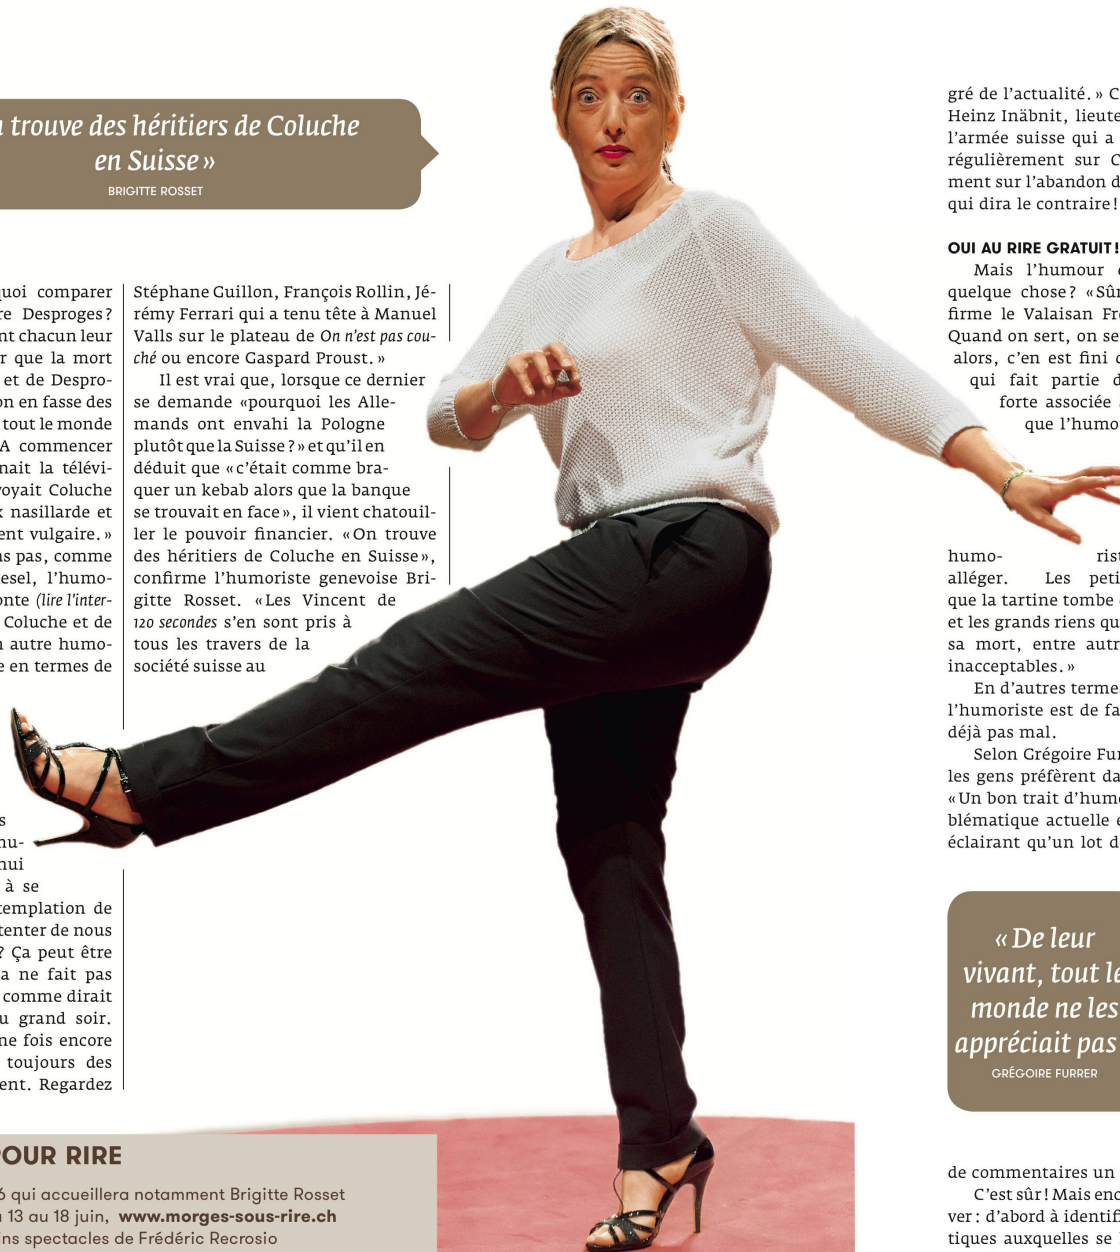 trouve des héritiers de Coluche
en Suisse »
BRIGITTE ROSSET
quoi comparer
re Desproges ?
nt chacun leur
r que la mort
et de Despro-
on en fasse des
tout le monde
A commencer
nait la télévi-
voyait Coluche
x nasillarde et
ent vulgaire. »
ns pas, comme
esel, l'humo-
onte (lire l'inter-
Coluche et de
n autre humo-
e en termes de
s
nu-
hui
à se
templation de
tenter de nous
? Ça peut être
a ne fait pas
comme dirait
u grand soir.
ne fois encore
toujours des
ent. Regardez
Stéphane Guillon, François Rollin, Jé-
rémy Ferrari qui a tenu tête à Manuel
Valls sur le plateau de On n'est pas cou-
ché ou encore Gaspard Proust. »
Il est vrai que, lorsque ce dernier
se demande «pourquoi les Alle-
mands ont envahi la Pologne
plutôt que la Suisse ? » et qu'il en
déduit que « c'était comme bra-
quer un kebab alors que la banque
se trouvait en face », il vient chatouil-
ler le pouvoir financier. « On trouve
des héritiers de Coluche en Suisse »,
confirme l'humoriste genevoise Bri-
gitte Rosset. « Les Vincent de
120 secondes s'en sont pris à
tous les travers de la
société suisse au
POUR RIRE
6 qui accueillera notamment Brigitte Rosset
u 13 au 18 juin, www.morges-sous-rire.ch
ins spectacles de Frédéric Recrosio
gré de l'actualité. » C
Heinz Inäbnit, lieute
l'armée suisse qui a
régulièrement sur C
ment sur l'abandon d
qui dira le contraire !
OUI AU RIRE GRATUIT !
Mais l'humour
quelque chose ? « Sûr
firme le Valaisan Fr
Quand on sert, on se
alors, c'en est fini
qui fait partie d
forte associée
que l'humo
humo- rist
alléger. Les peti
que la tartine tombe
et les grands riens qu
sa mort, entre autr
inacceptables. »
En d'autres terme
l'humoriste est de fa
déjà pas mal.
Selon Grégoire Fur
les gens préfèrent da
« Un bon trait d'hum
blématique actuelle e
éclairant qu'un lot d
« De leur
vivant, tout le
monde ne les
appréciait pas
GRÉGOIRE FURRER
de commentaires un
C'est sûr ! Mais enc
ver : d'abord à identifi
tiques auxquelles se